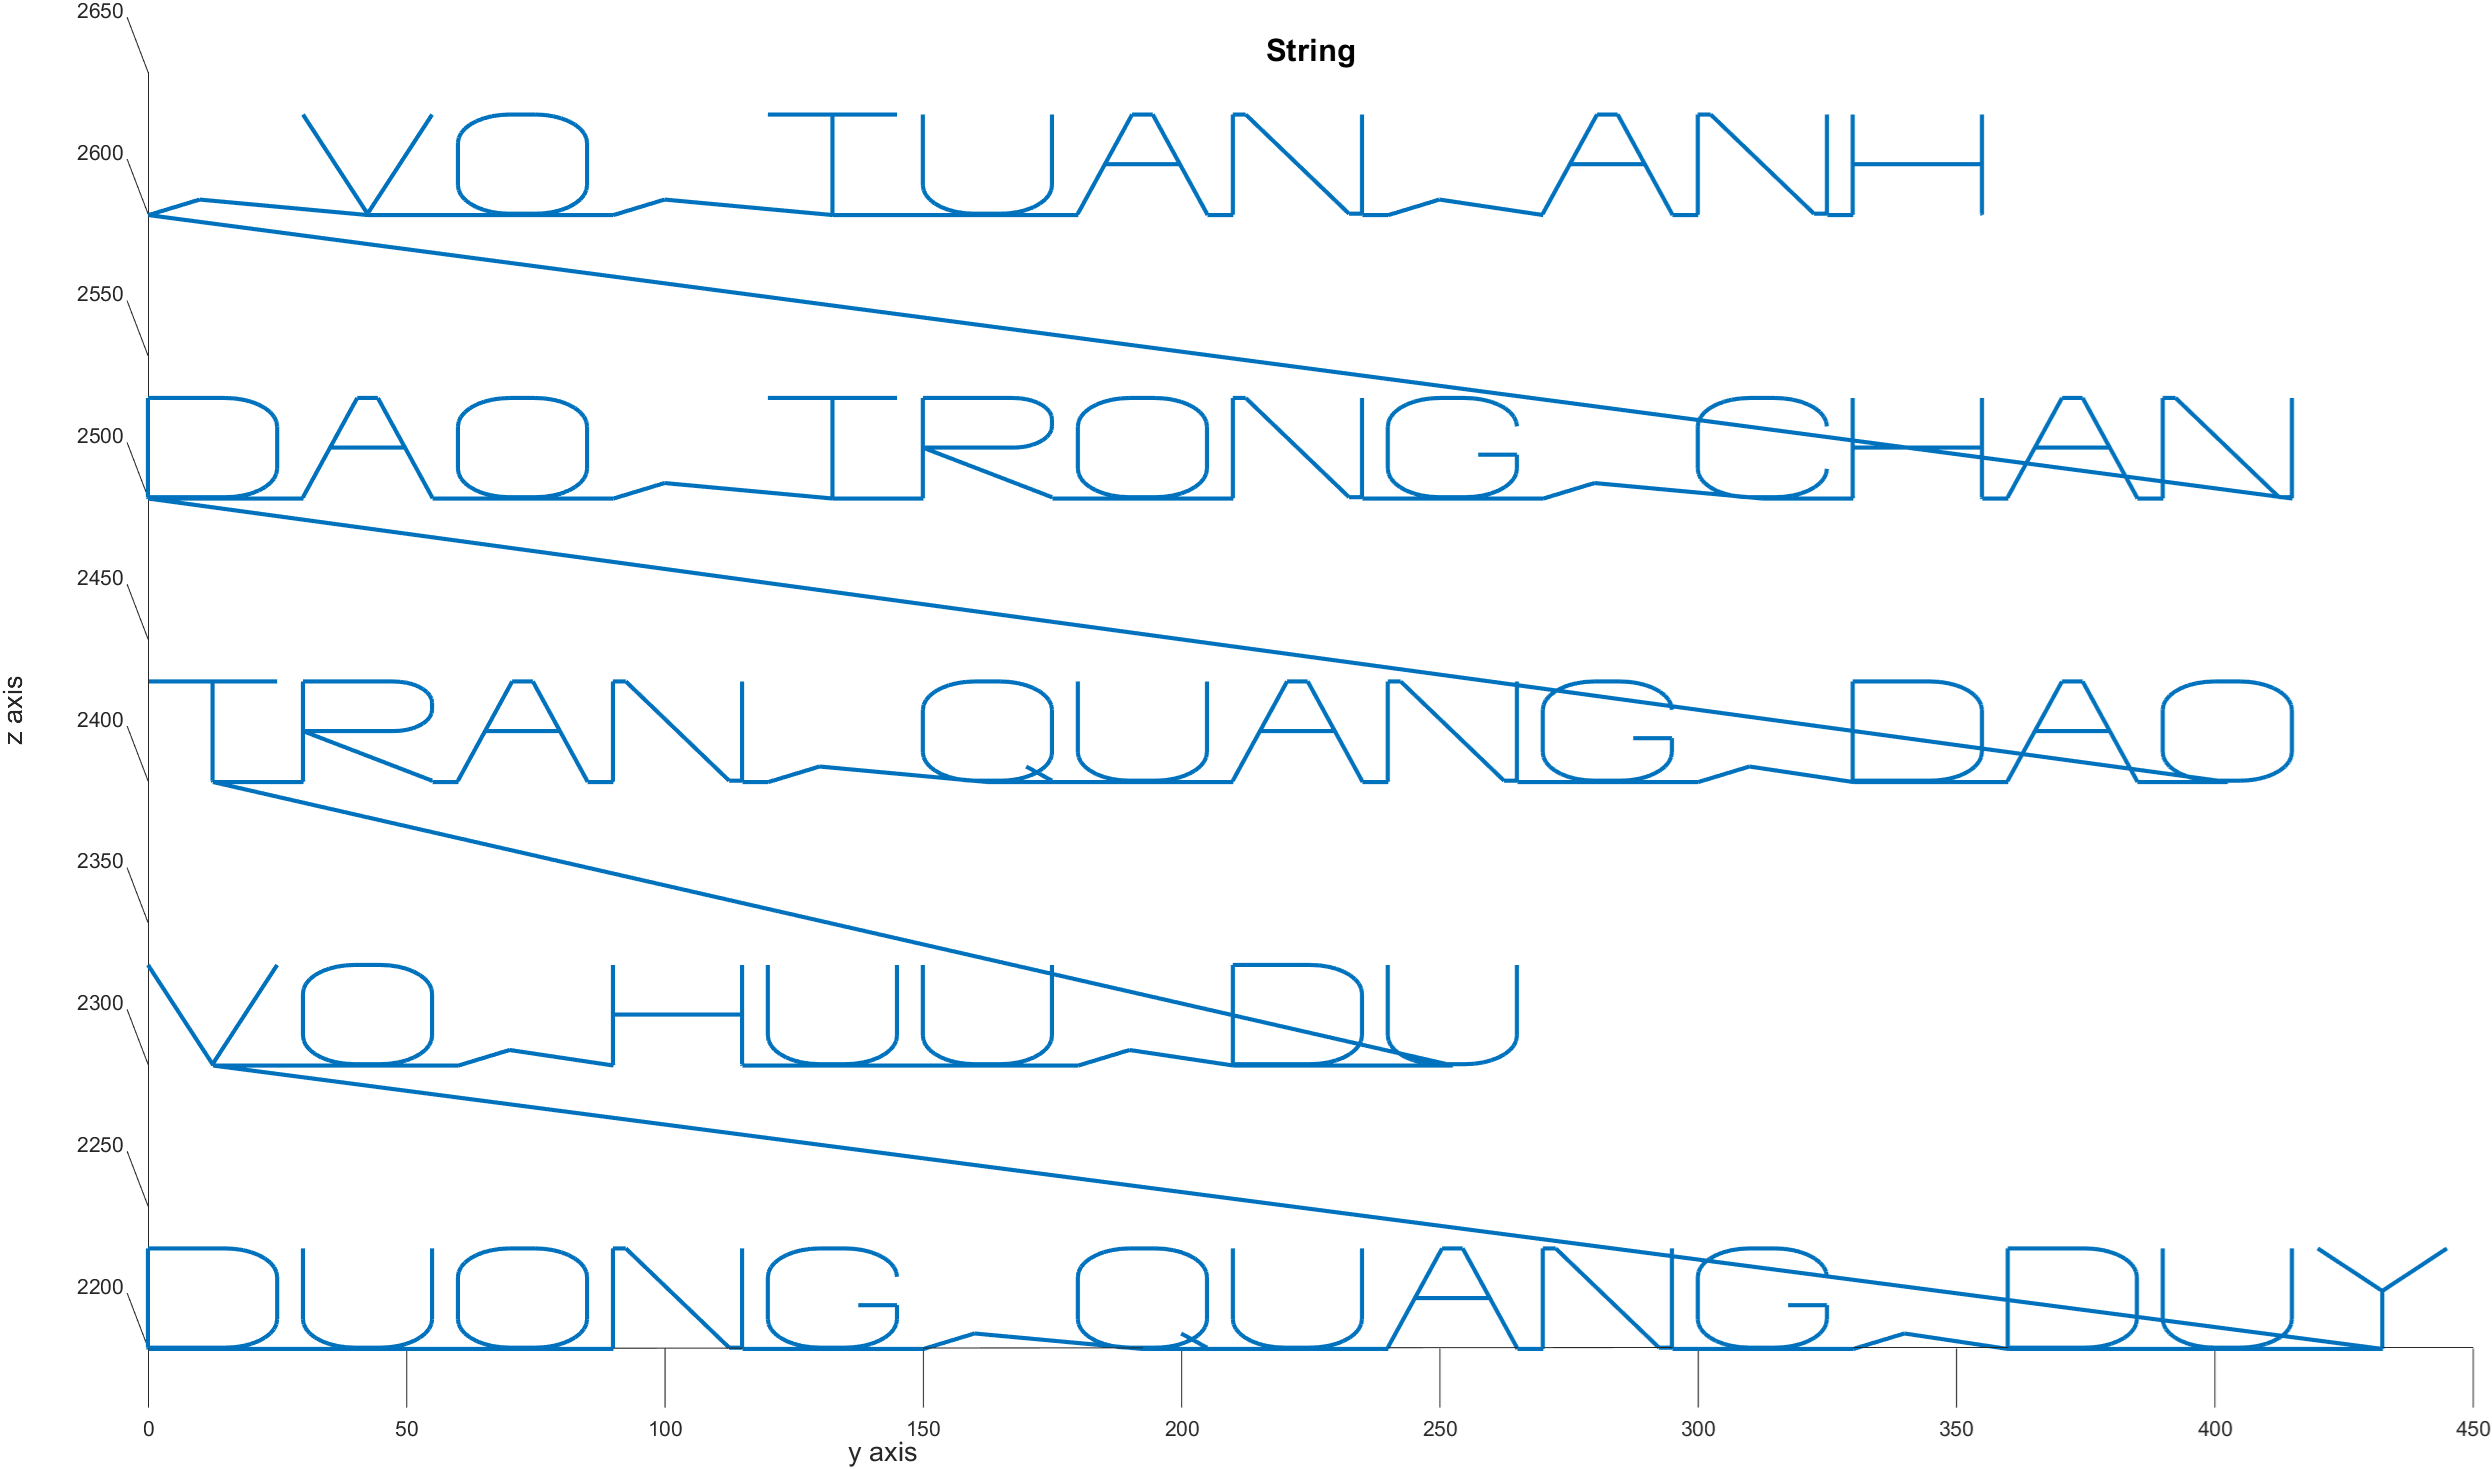 String
2650
2600
VO TUAN ANH
2550
2500
DAO TRONG CHAN
2450
2400
TRAN QUANG DAO
2350
2300
VO HUU DU
2250
2200
DUONG QUANG DUY
z axis
0 50 100 150 200 250 300 350 400 450
y axis